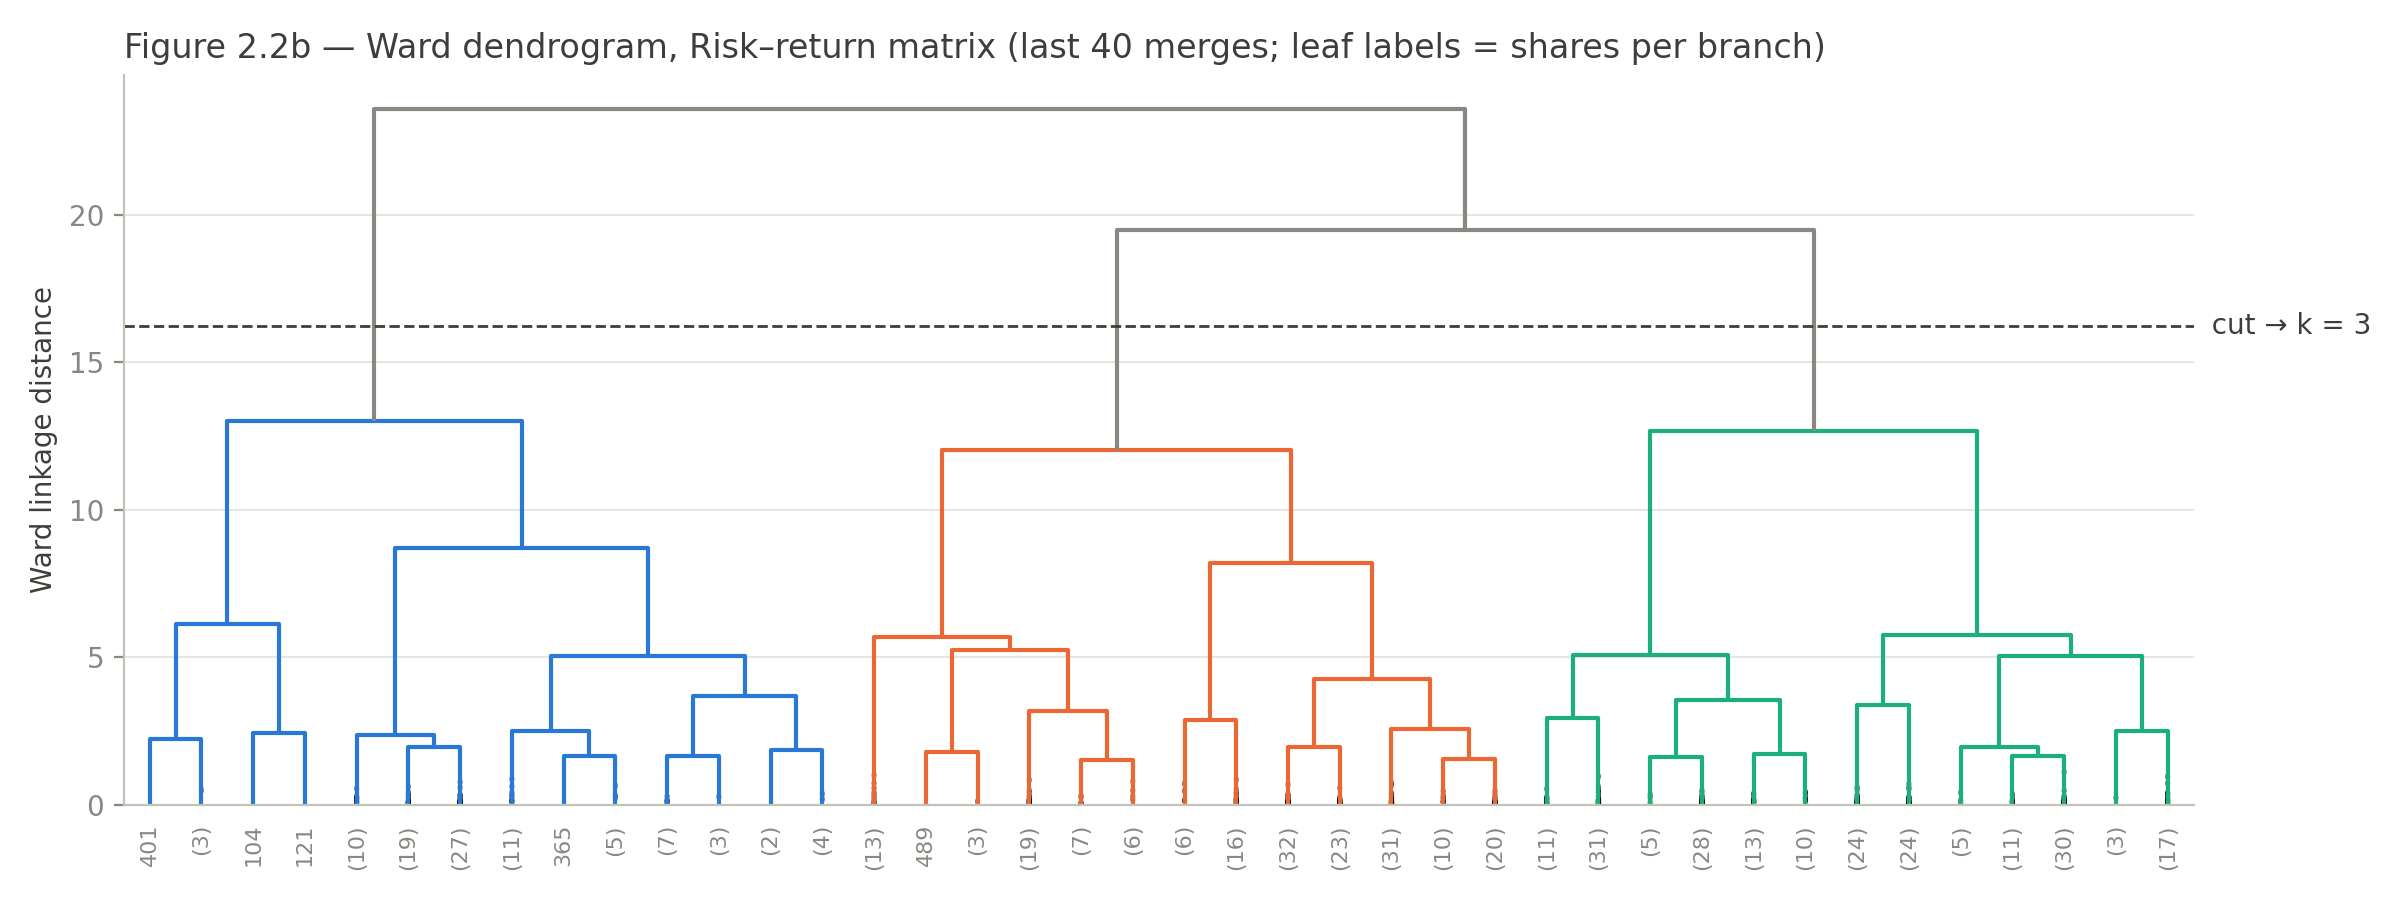 Figure 2.2b — Ward dendrogram, Risk–return matrix (last 40 merges; leaf labels = shares per branch)
Ward linkage distance
20
15
10
5
0
cut → k = 3
401 (3) 104 121 (10) (19) (27) (11) 365 (5) (7) (3) (2) (4) (13) 489 (3) (19) (7) (6) (6) (16) (32) (23) (31) (10) (20) (11) (31) (5) (28) (13) (10) (24) (24) (5) (11) (30) (3) (17)